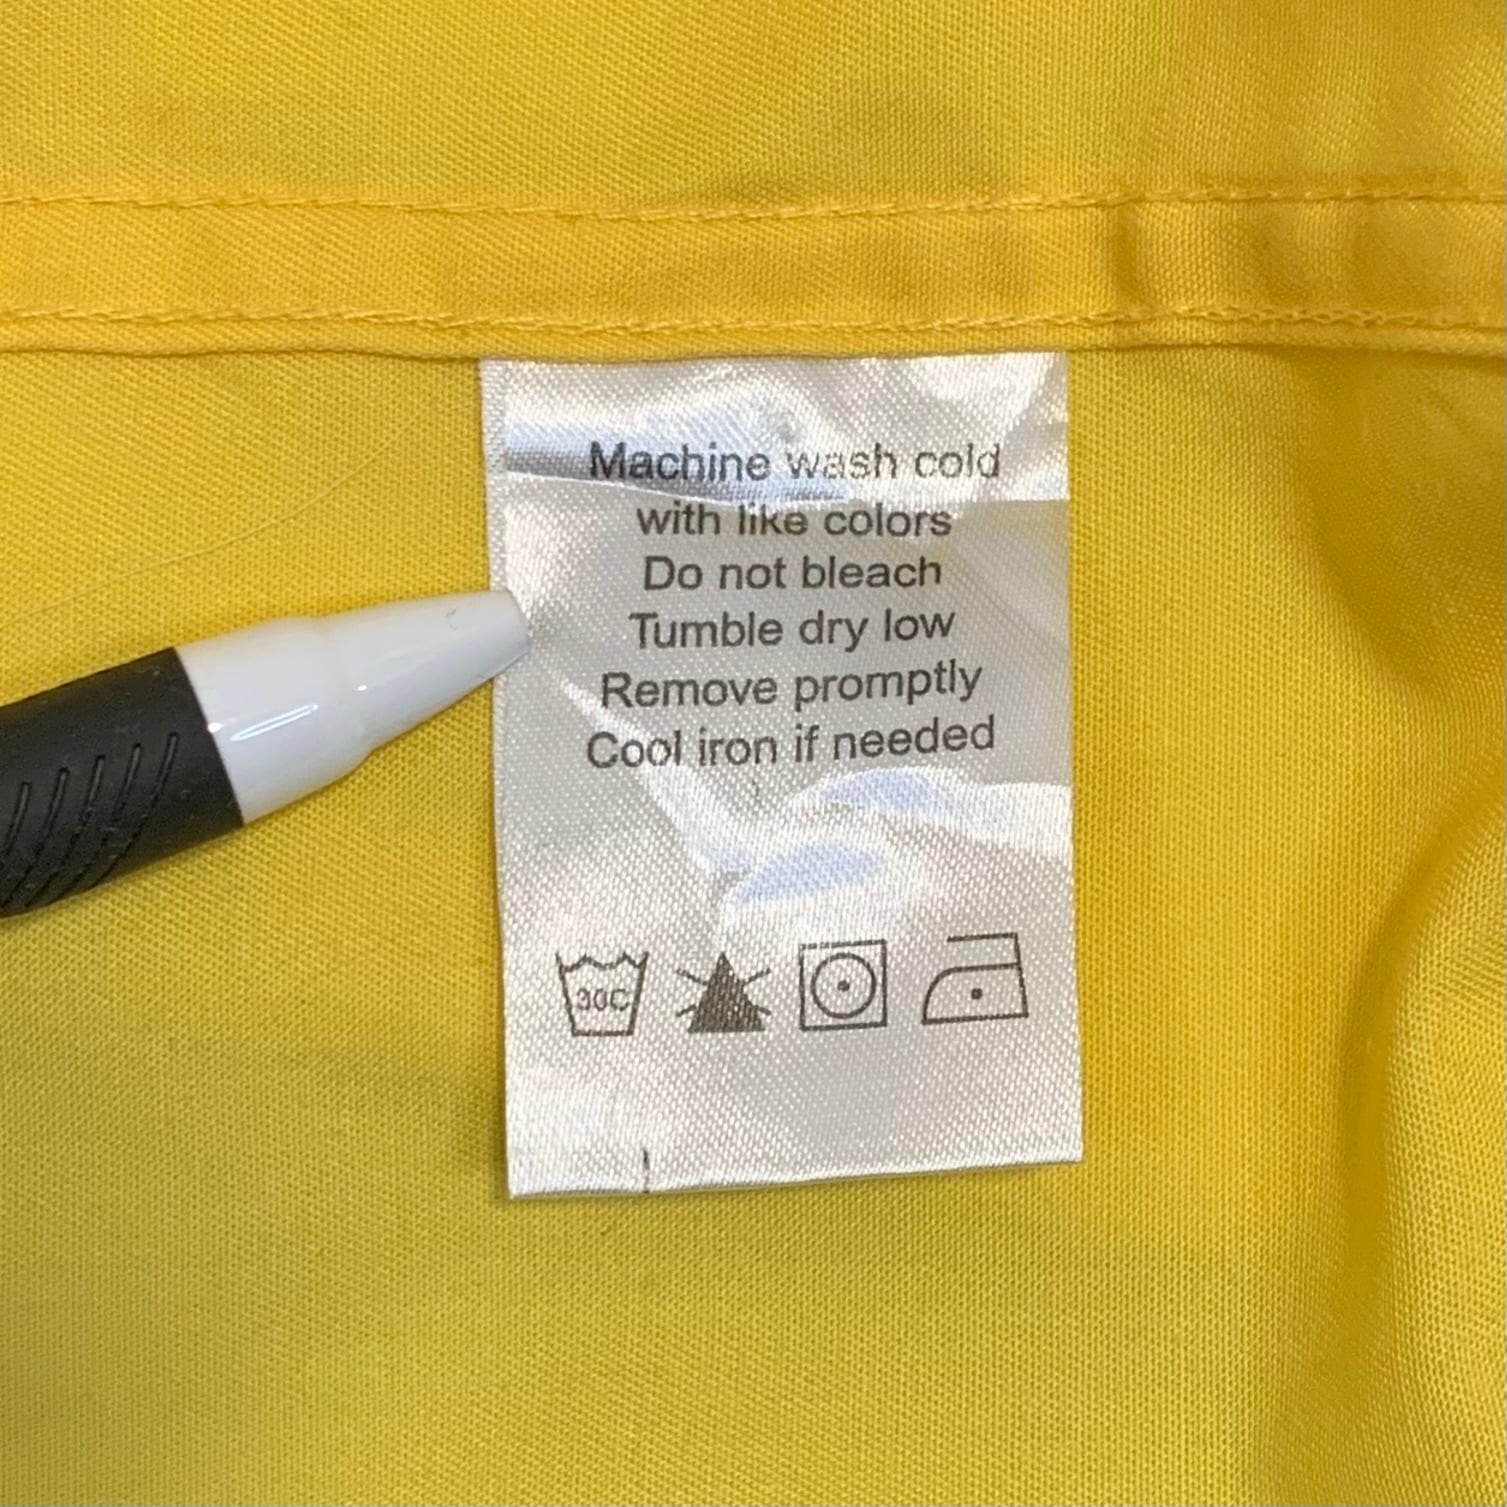 Machine wash cold
with like colors
Do not bleach
Tumble dry low
Remove promptly
Cool iron if needed
30C